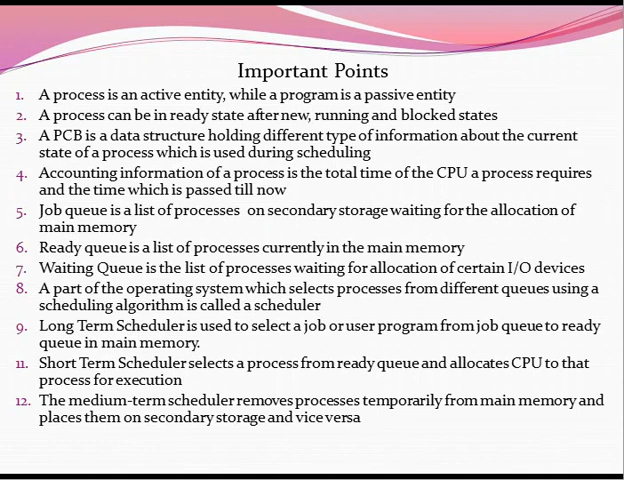 Important Points
1. A process is an active entity, while a program is a passive entity
2. A process can be in ready state after new, running and blocked states
3. A PCB is a data structure holding different type of information about the current
state of a process which is used during scheduling
4. Accounting information of a process is the total time of the CPU a process requires
and the time which is passed till now
5. Job queue is a list of processes on secondary storage waiting for the allocation of
main memory
6. Ready queue is a list of processes currently in the main memory
7. Waiting Queue is the list of processes waiting for allocation of certain I/O devices
8. A part of the operating system which selects processes from different queues using a
scheduling algorithm is called a scheduler
9. Long Term Scheduler is used to select a job or user program from job queue to ready
queue in main memory.
11. Short Term Scheduler selects a process from ready queue and allocates CPU to that
process for execution
12. The medium-term scheduler removes processes temporarily from main memory and
places them on secondary storage and vice versa